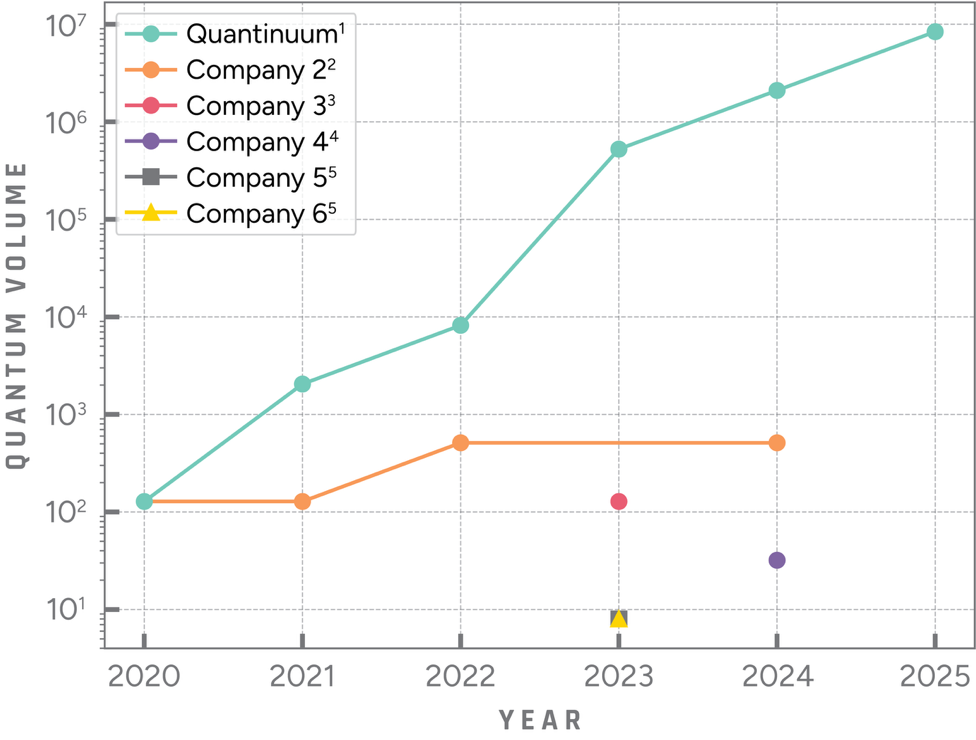 QUANTUM VOLUME
10⁷
10⁶
10⁵
10⁴
10³
10²
10¹
Quantinuum¹
Company 2²
Company 3³
Company 4⁴
Company 5⁵
Company 6⁵
2020 2021 2022 2023 2024 2025
YEAR